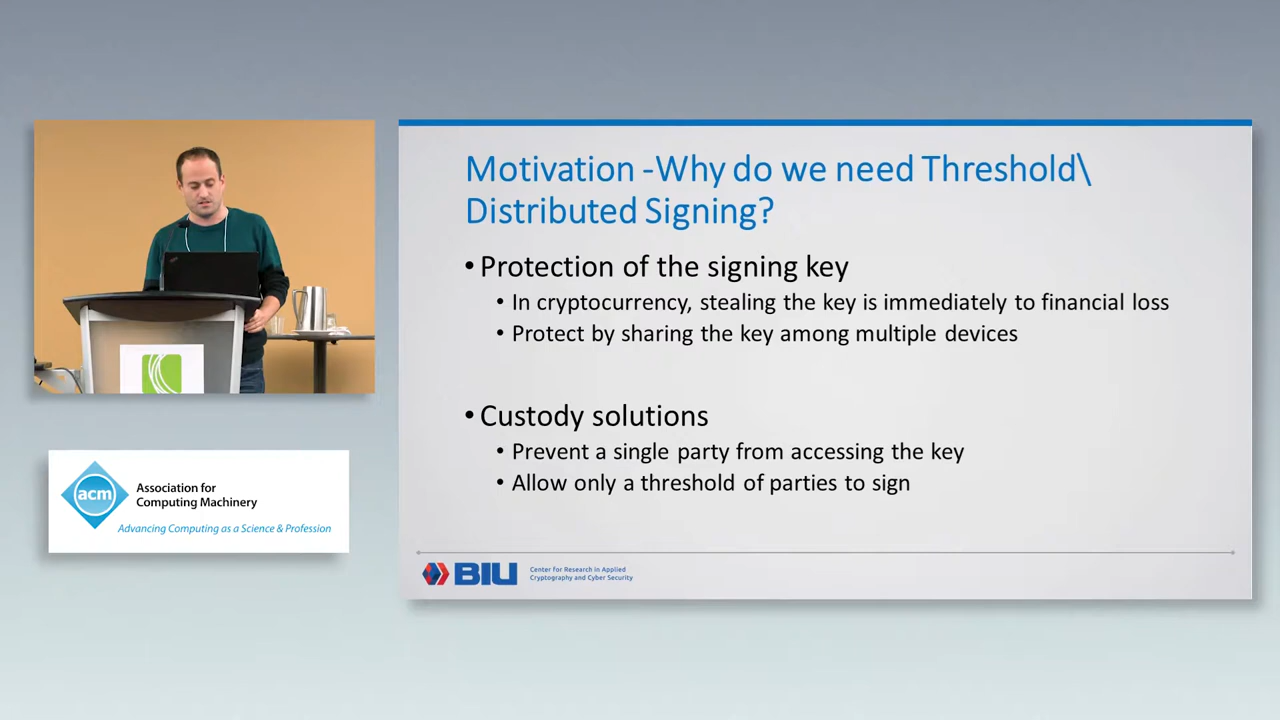 Motivation -Why do we need Threshold\
Distributed Signing?
• Protection of the signing key
• In cryptocurrency, stealing the key is immediately to financial loss
• Protect by sharing the key among multiple devices
• Custody solutions
• Prevent a single party from accessing the key
• Allow only a threshold of parties to sign
acm
Association for
Computing Machinery
Advancing Computing as a Science & Profession
BIU
Center for Research in Applied
Cryptography and Cyber Security